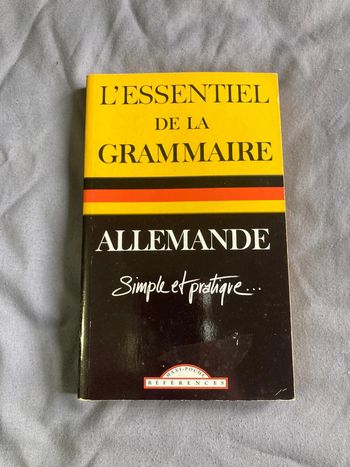 L'ESSENTIEL
DE LA
GRAMMAIRE
ALLEMANDE
Simple et pratique...
MAXI-POCHE
RÉFÉRENCES